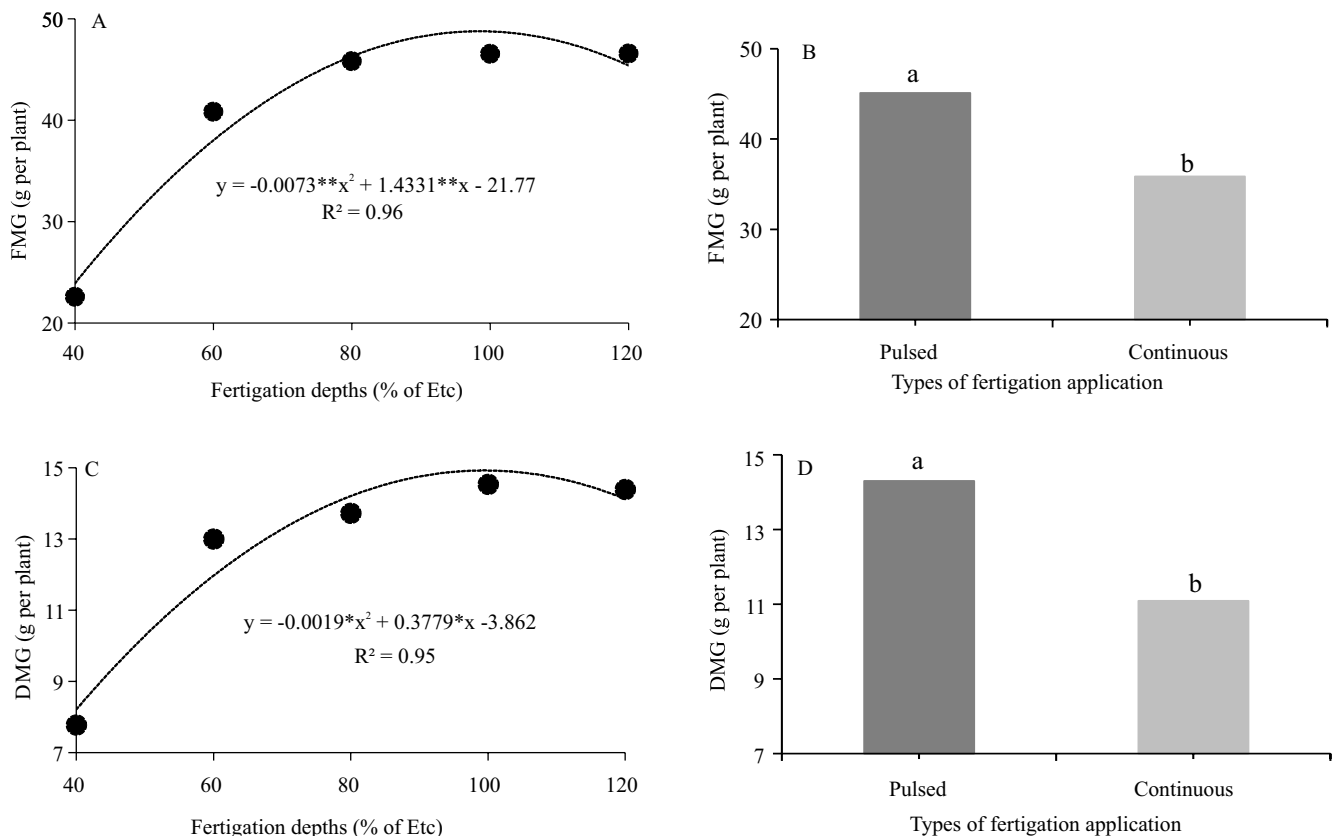 A
50
40
30
20
FMG (g per plant)
y = -0.0073**x² + 1.4331**x - 21.77
R² = 0.96
40 60 80 100 120
Fertigation depths (% of Etc)
B
50
45
40
35
30
25
20
FMG (g per plant)
a
b
Pulsed Continuous
Types of fertigation application
C
15
13
11
9
7
DMG (g per plant)
y = -0.0019*x² + 0.3779*x -3.862
R² = 0.95
40 60 80 100 120
Fertigation depths (% of Etc)
D
15
13
11
9
7
DMG (g per plant)
a
b
Pulsed Continuous
Types of fertigation application